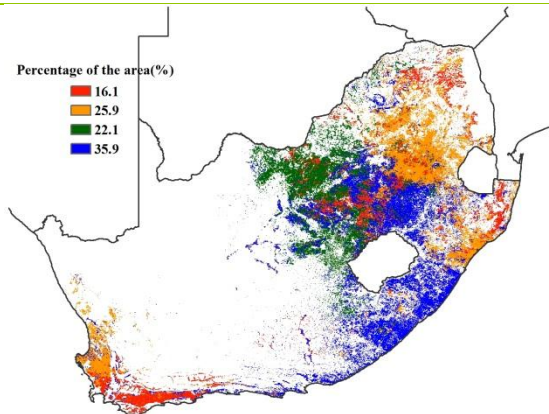 Percentage of the area(%)
16.1
25.9
22.1
35.9